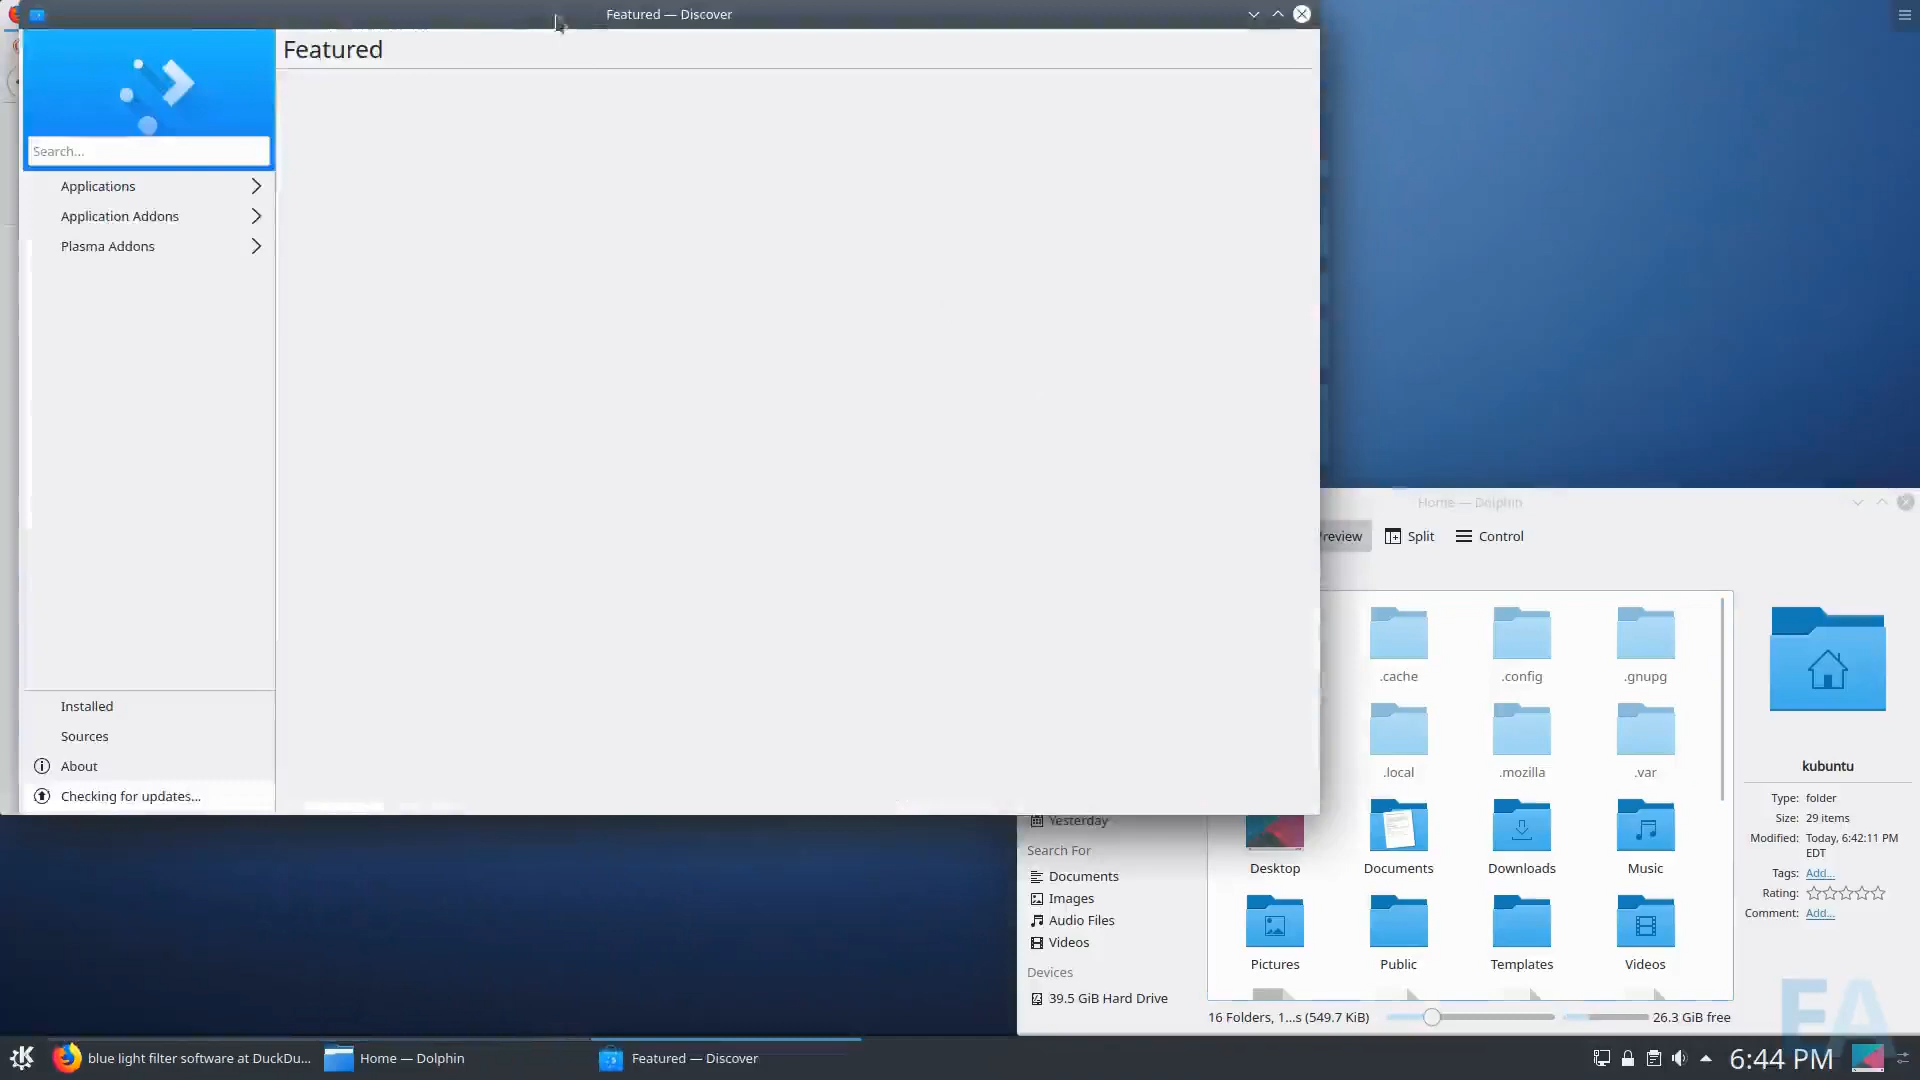 Featured — Discover
Featured
Search...
Applications
Application Addons
Plasma Addons
Installed
Sources
About
Checking for updates...
Home — Dolphin
Split
Control
.cache
.config
.gnupg
.local
.mozilla
.var
Yesterday
Search For
Documents
Images
Audio Files
Videos
Devices
39.5 GiB Hard Drive
Desktop
Documents
Downloads
Music
Pictures
Public
Templates
Videos
16 Folders, 1...s (549.7 KiB)
26.3 GiB free
kubuntu
Type: folder
Size: 29 items
Modified: Today, 6:42:11 PM
EDT
Tags: Add...
Rating:
Comment: Add...
EA
blue light filter software at DuckDu...
Home — Dolphin
Featured — Discover
6:44 PM